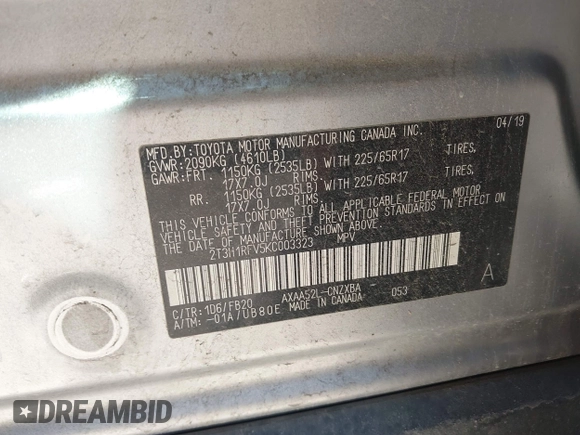 MFD.BY:TOYOTA MOTOR MANUFACTURING CANADA INC. 04/19
GVWR:2090KG (4610LB)
GAWR:FRT. 1150KG (2535LB) WITH 225/65R17 TIRES,
17X7.0J RIMS.
RR. 1150KG (2535LB) WITH 225/65R17 TIRES,
17X7.0J RIMS.
THIS VEHICLE CONFORMS TO ALL APPLICABLE FEDERAL MOTOR
VEHICLE SAFETY AND THEFT PREVENTION STANDARDS IN EFFECT ON
THE DATE OF MANUFACTURE SHOWN ABOVE.
2T3H1RFV5KC003323 MPV
C/TR:1D6/FB20 AXAA52L-CNZXBA 053 A
A/TM:-01A/UB80E MADE IN CANADA
DREAMBID